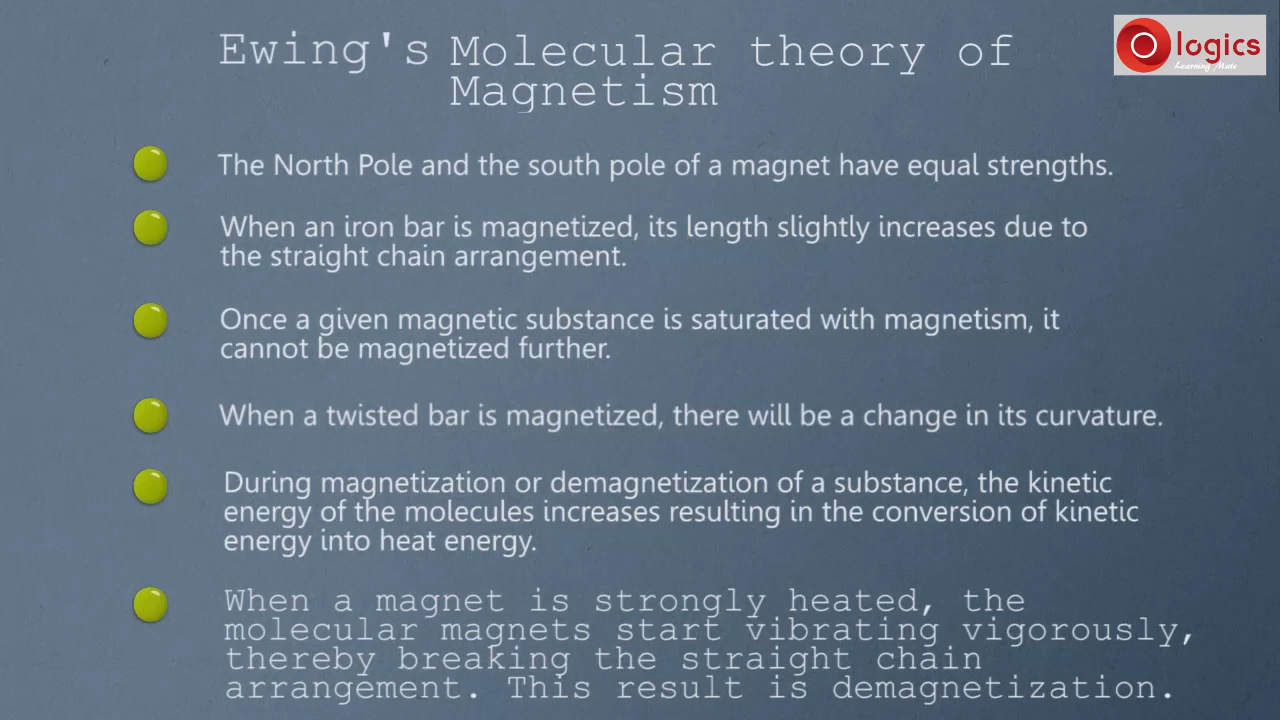 Ewing's Molecular theory of
Magnetism
logics
Learning Mate
The North Pole and the south pole of a magnet have equal strengths.
When an iron bar is magnetized, its length slightly increases due to
the straight chain arrangement.
Once a given magnetic substance is saturated with magnetism, it
cannot be magnetized further.
When a twisted bar is magnetized, there will be a change in its curvature.
During magnetization or demagnetization of a substance, the kinetic
energy of the molecules increases resulting in the conversion of kinetic
energy into heat energy.
When a magnet is strongly heated, the
molecular magnets start vibrating vigorously,
thereby breaking the straight chain
arrangement. This result is demagnetization.